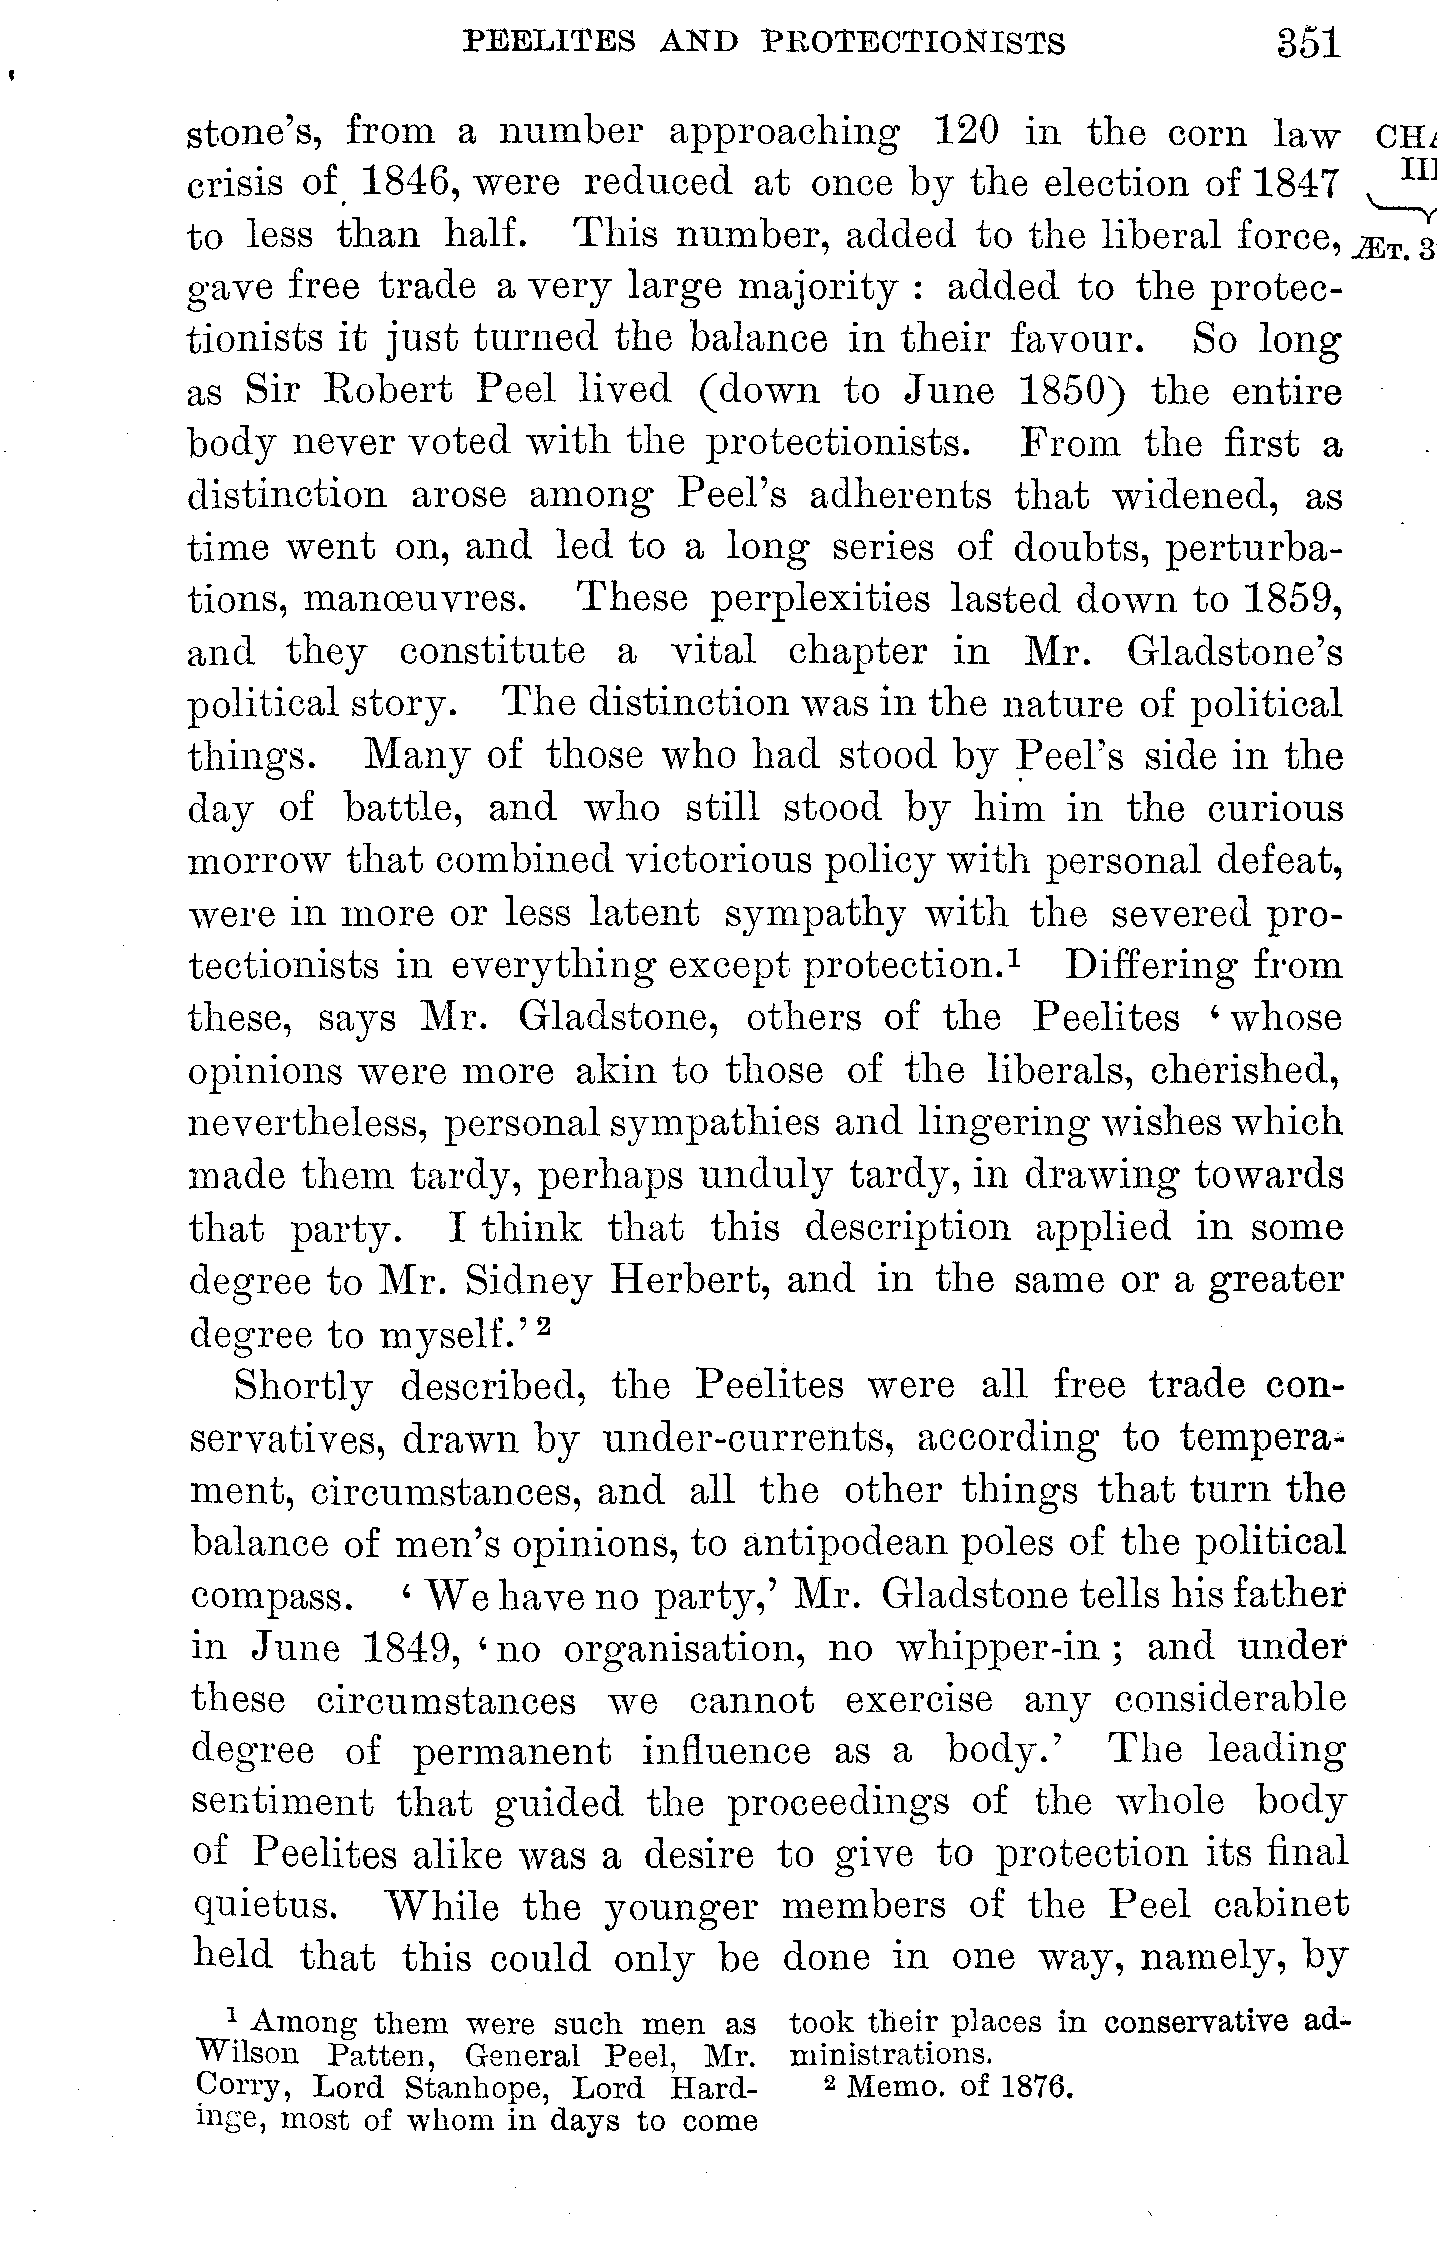 PEELITES AND PROTECTIONISTS 351
stone's, from a number approaching 120 in the corn law
crisis of 1846, were reduced at once by the election of 1847
to less than half. This number, added to the liberal force,
ÆT. 3
gave free trade a very large majority : added to the protec-
tionists it just turned the balance in their favour. So long
as Sir Robert Peel lived (down to June 1850) the entire
body never voted with the protectionists. From the first a
distinction arose among Peel's adherents that widened, as
time went on, and led to a long series of doubts, perturba-
tions, manœuvres. These perplexities lasted down to 1859,
and they constitute a vital chapter in Mr. Gladstone's
political story. The distinction was in the nature of political
things. Many of those who had stood by Peel's side in the
day of battle, and who still stood by him in the curious
morrow that combined victorious policy with personal defeat,
were in more or less latent sympathy with the severed pro-
tectionists in everything except protection.¹ Differing from
these, says Mr. Gladstone, others of the Peelites ‘ whose
opinions were more akin to those of the liberals, cherished,
nevertheless, personal sympathies and lingering wishes which
made them tardy, perhaps unduly tardy, in drawing towards
that party. I think that this description applied in some
degree to Mr. Sidney Herbert, and in the same or a greater
degree to myself.’ ²
Shortly described, the Peelites were all free trade con-
servatives, drawn by under-currents, according to tempera-
ment, circumstances, and all the other things that turn the
balance of men's opinions, to antipodean poles of the political
compass. ‘ We have no party,’ Mr. Gladstone tells his father
in June 1849, ‘ no organisation, no whipper-in ; and under
these circumstances we cannot exercise any considerable
degree of permanent influence as a body.’ The leading
sentiment that guided the proceedings of the whole body
of Peelites alike was a desire to give to protection its final
quietus. While the younger members of the Peel cabinet
held that this could only be done in one way, namely, by
¹ Among them were such men as
Wilson Patten, General Peel, Mr.
Corry, Lord Stanhope, Lord Hard-
inge, most of whom in days to come
took their places in conservative ad-
ministrations.
² Memo. of 1876.